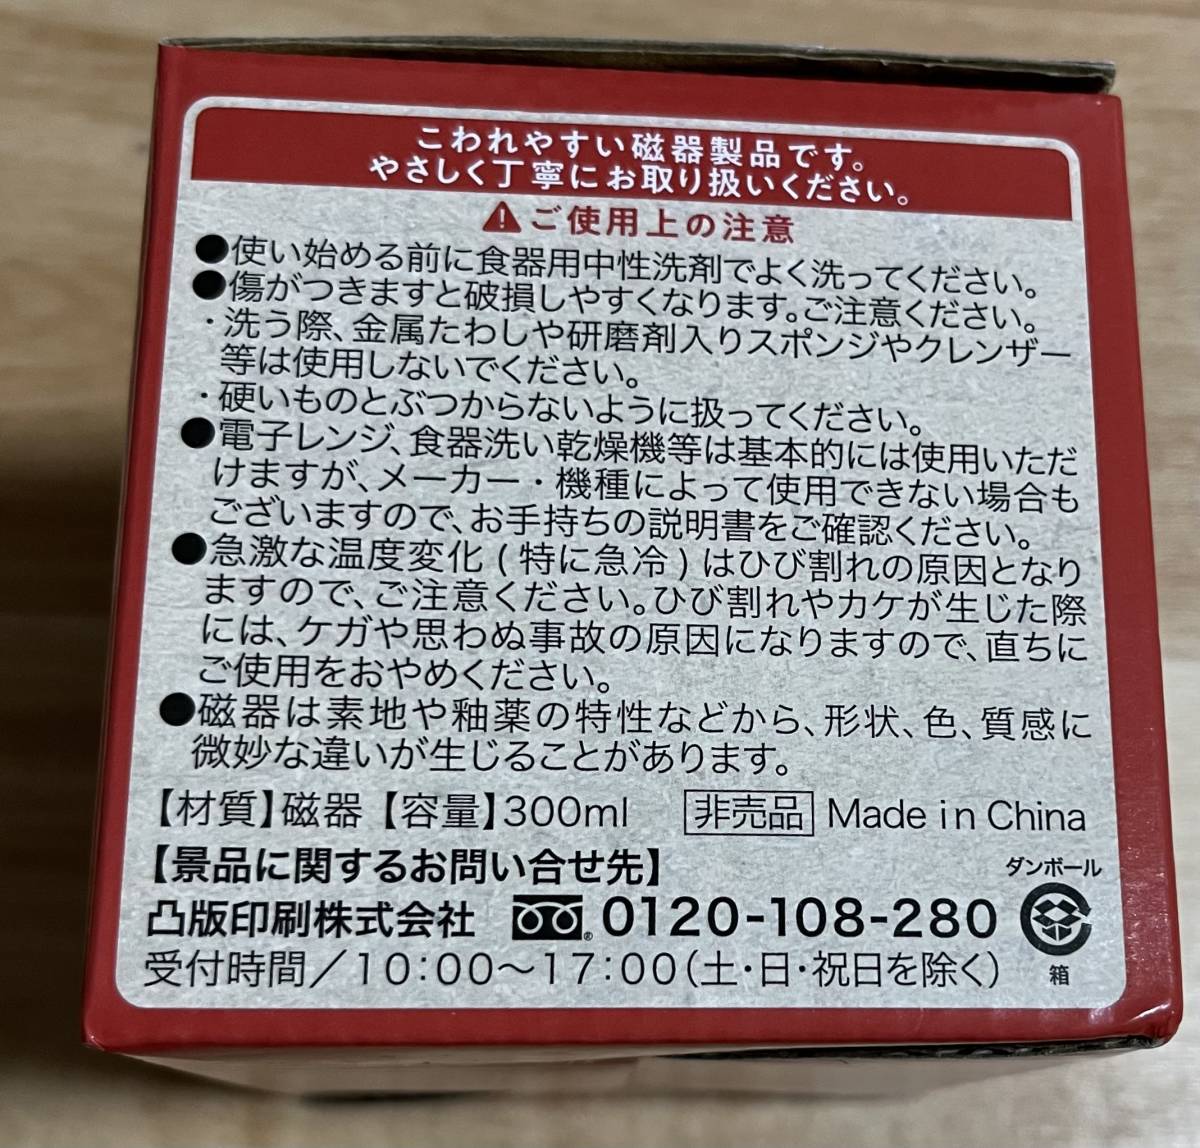 こわれやすい磁器製品です。
やさしく丁寧にお取り扱いください。
ご使用上の注意
●使い始める前に食器用中性洗剤でよく洗ってください。
●傷がつきますと破損しやすくなります。ご注意ください。
・洗う際、金属たわしや研磨剤入りスポンジやクレンザー
等は使用しないでください。
・硬いものとぶつからないように扱ってください。
●電子レンジ、食器洗い乾燥機等は基本的には使用いただ
けますが、メーカー・機種によって使用できない場合も
ございますので、お手持ちの説明書をご確認ください。
●急激な温度変化(特に急冷)はひび割れの原因となり
ますので、ご注意ください。ひび割れやカケが生じた際
には、ケガや思わぬ事故の原因になりますので、直ちに
ご使用をおやめください。
●磁器は素地や釉薬の特性などから、形状、色、質感に
微妙な違いが生じることがあります。
【材質】磁器【容量】300ml 非売品 Made in China
【景品に関するお問い合せ先】
ダンボール
凸版印刷株式会社 0120-108-280
箱
受付時間/10:00〜17:00(土・日・祝日を除く)